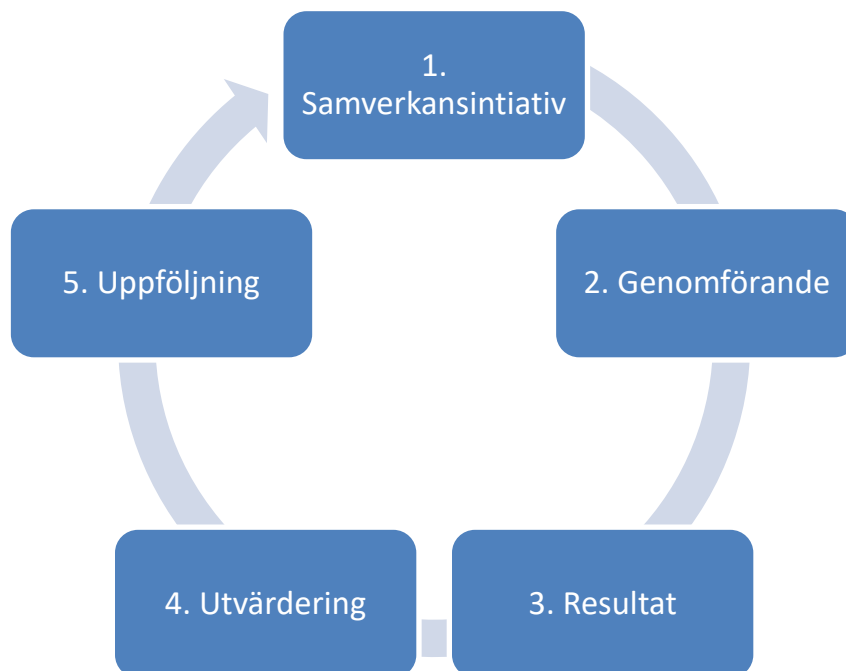 1.
Samverkansintiativ
2. Genomförande
3. Resultat
4. Utvärdering
5. Uppföljning